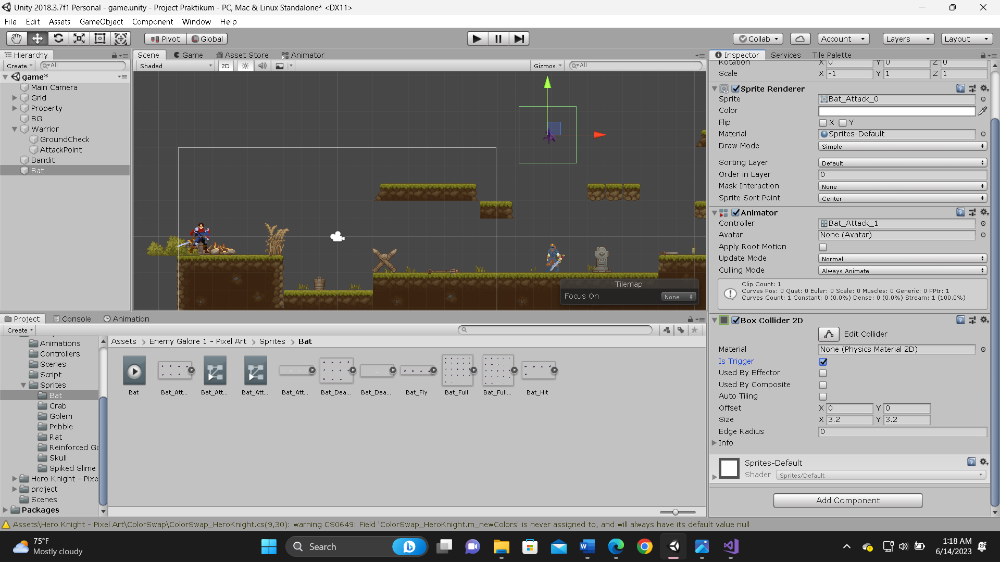 Unity 2018.3.7f1 Personal - game.unity - Project Praktikum - PC, Mac & Linux Standalone* <DX11>
File Edit Assets GameObject Component Window Help
Pivot Global Collab Account Layers Layout
Hierarchy
Create All
game*
Main Camera
Grid
Property
BG
Warrior
GroundCheck
AttackPoint
Bandit
Bat
Scene Game Asset Store Animator
Shaded 2D Gizmos All
Tilemap
Focus On None
Project Console Animation
Create
Animations
Controllers
Scenes
Script
Sprites
Bat
Crab
Golem
Pebble
Rat
Reinforced Go
Skull
Spiked Slime
Hero Knight - Pixe
project
Scenes
Packages
Assets Enemy Galore 1 - Pixel Art Sprites Bat
Bat Bat_Att... Bat_Att... Bat_Att... Bat_Att... Bat_Dea... Bat_Dea... Bat_Fly Bat_Full Bat_Full... Bat_Hit
Inspector Services Tile Palette
Rotation X 0 Y 0 Z 0
Scale X -1 Y 1 Z 1
Sprite Renderer
Sprite Bat_Attack_0
Color
Flip X Y
Material Sprites-Default
Draw Mode Simple
Sorting Layer Default
Order in Layer 0
Mask Interaction None
Sprite Sort Point Center
Animator
Controller Bat_Attack_1
Avatar None (Avatar)
Apply Root Motion
Update Mode Normal
Culling Mode Always Animate
Clip Count: 1
Curves Pos: 0 Quat: 0 Euler: 0 Scale: 0 Muscles: 0 Generic: 0 PPtr: 1
Curves Count: 1 Constant: 0 (0.0%) Dense: 0 (0.0%) Stream: 1 (100.0%)
Box Collider 2D
Edit Collider
Material None (Physics Material 2D)
Is Trigger
Used By Effector
Used By Composite
Auto Tiling
Offset X 0 Y 0
Size X 3.2 Y 3.2
Edge Radius 0
Info
Sprites-Default
Shader Sprites/Default
Add Component
Assets\Hero Knight - Pixel Art\ColorSwap\ColorSwap_HeroKnight.cs(9,30): warning CS0649: Field 'ColorSwap_HeroKnight.m_newColors' is never assigned to, and will always have its default value null
75°F
Mostly cloudy
Search
1:18 AM
6/14/2023